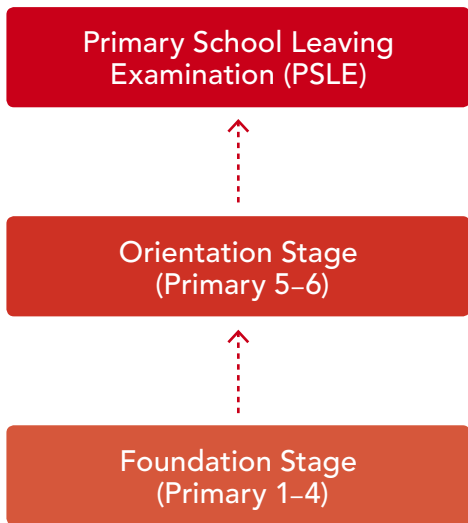 Primary School Leaving
Examination (PSLE)
Orientation Stage
(Primary 5–6)
Foundation Stage
(Primary 1–4)